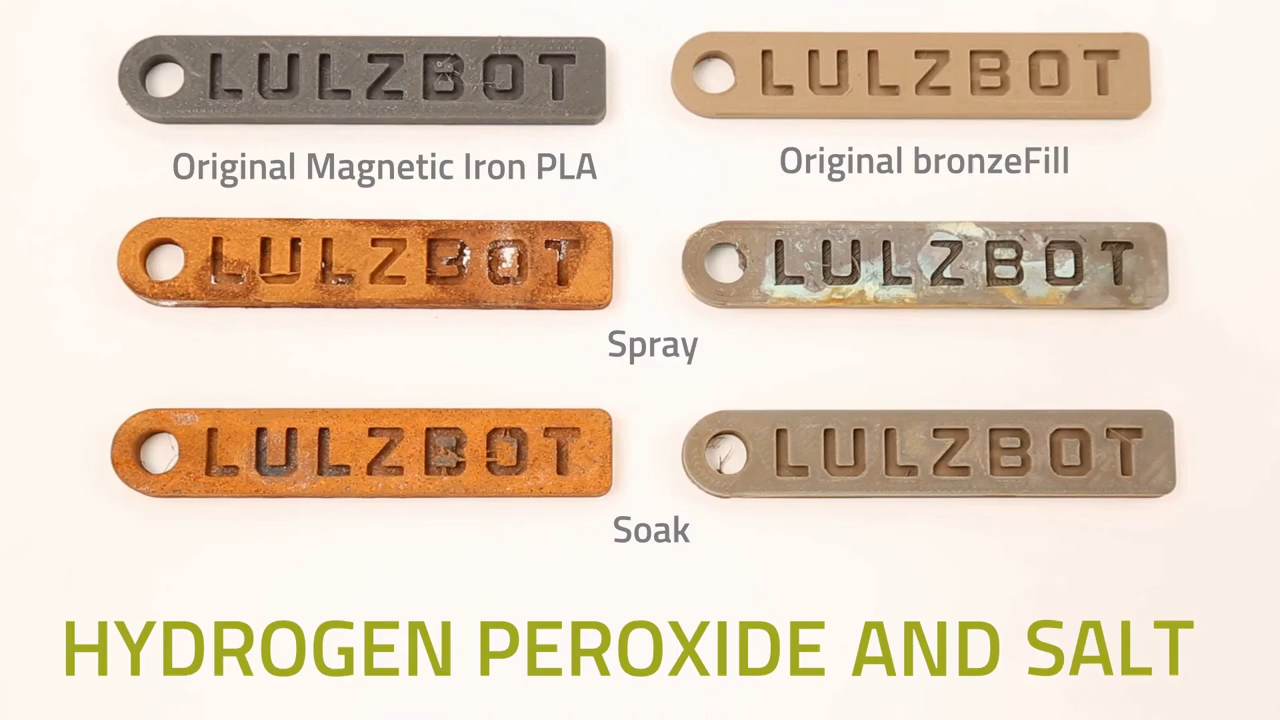 LULZBOT LULZBOT
Original Magnetic Iron PLA Original bronzeFill
LULZBOT LULZBOT
Spray
LULZBOT LULZBOT
Soak
HYDROGEN PEROXIDE AND SALT